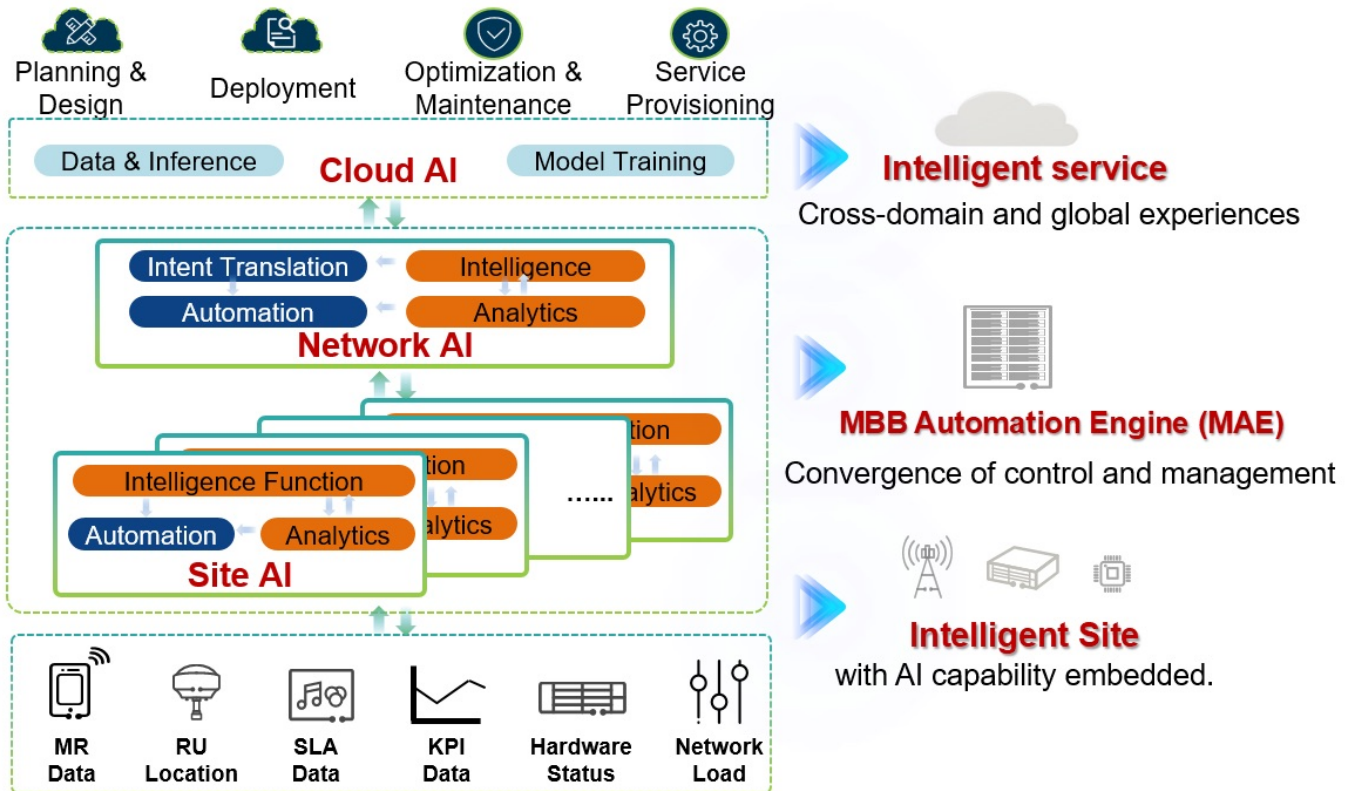 Planning &
Design
Deployment
Optimization &
Maintenance
Service
Provisioning
Data & Inference
Cloud AI
Model Training
Intelligent service
Cross-domain and global experiences
Intent Translation
Intelligence
Automation
Analytics
Network AI
MBB Automation Engine (MAE)
Convergence of control and management
tion
alytics
tion
alytics
......
Intelligence Function
Automation
Analytics
Site AI
Intelligent Site
with AI capability embedded.
MR
Data
RU
Location
SLA
Data
KPI
Data
Hardware
Status
Network
Load